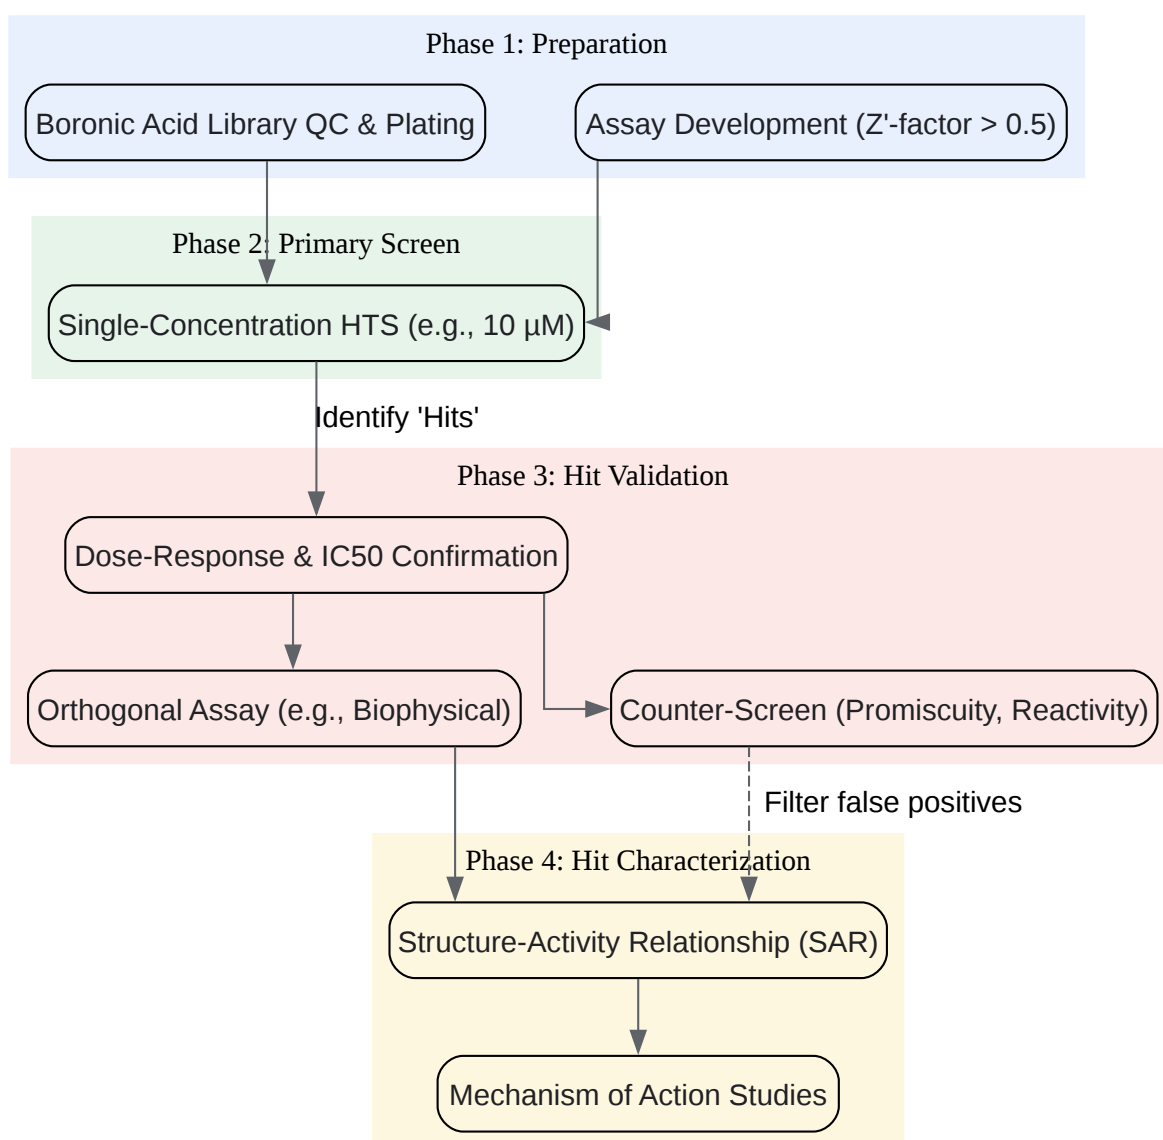 Phase 1: Preparation
Boronic Acid Library QC & Plating
Assay Development (Z'-factor > 0.5)
Phase 2: Primary Screen
Single-Concentration HTS (e.g., 10 µM)
Identify 'Hits'
Phase 3: Hit Validation
Dose-Response & IC50 Confirmation
Orthogonal Assay (e.g., Biophysical)
Counter-Screen (Promiscuity, Reactivity)
Filter false positives
Phase 4: Hit Characterization
Structure-Activity Relationship (SAR)
Mechanism of Action Studies